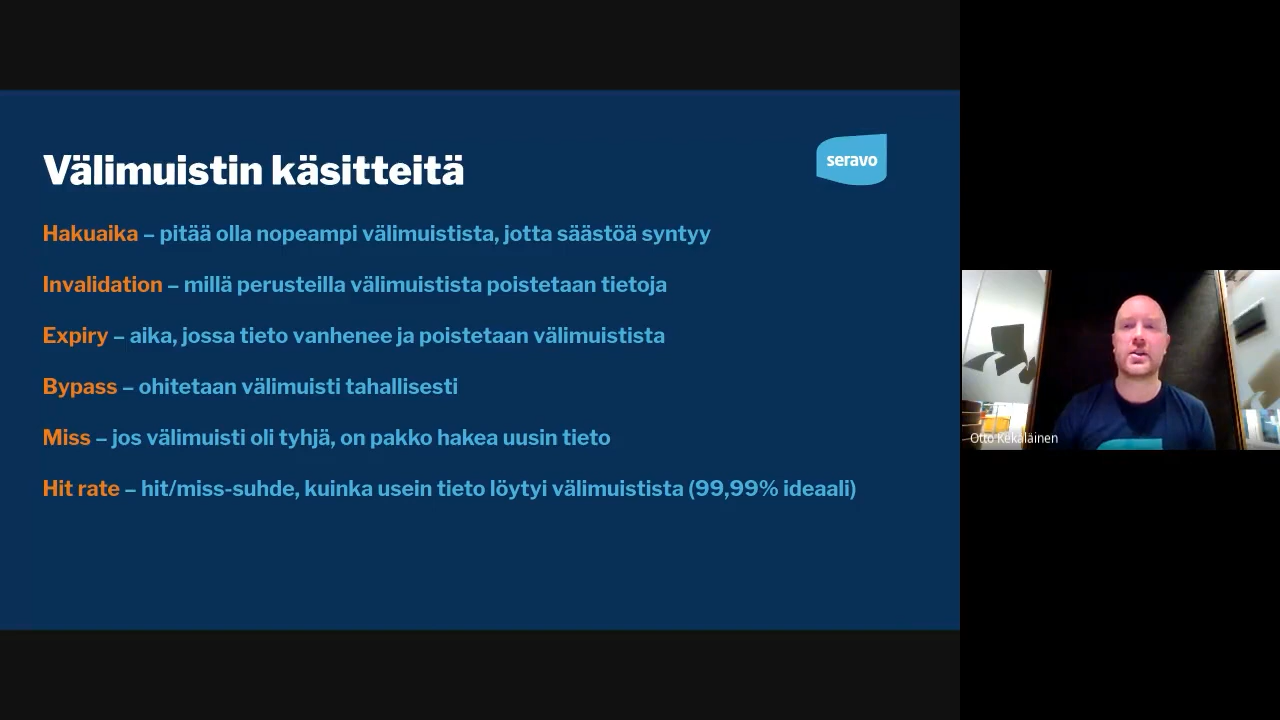 Välimuistin käsitteitä
seravo
Hakuaika – pitää olla nopeampi välimuistista, jotta säästöä syntyy
Invalidation – millä perusteilla välimuististista poistetaan tietoja
Expiry – aika, jossa tieto vanhenee ja poistetaan välimuistista
Bypass – ohitetaan välimuisti tahallisesti
Miss – jos välimuisti oli tyhjä, on pakko hakea uusin tieto
Hit rate – hit/miss-suhde, kuinka usein tieto löytyi välimuistista (99,99% ideaali)
Otto Kekäläinen